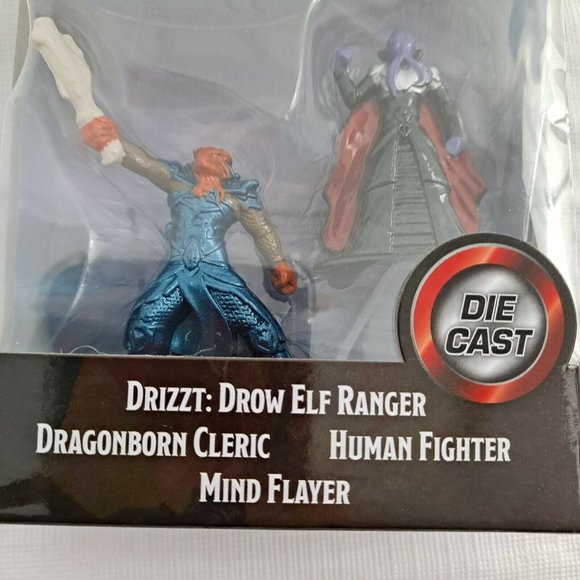 DIE
CAST
DRIZZT: DROW ELF RANGER
DRAGONBORN CLERIC HUMAN FIGHTER
MIND FLAYER